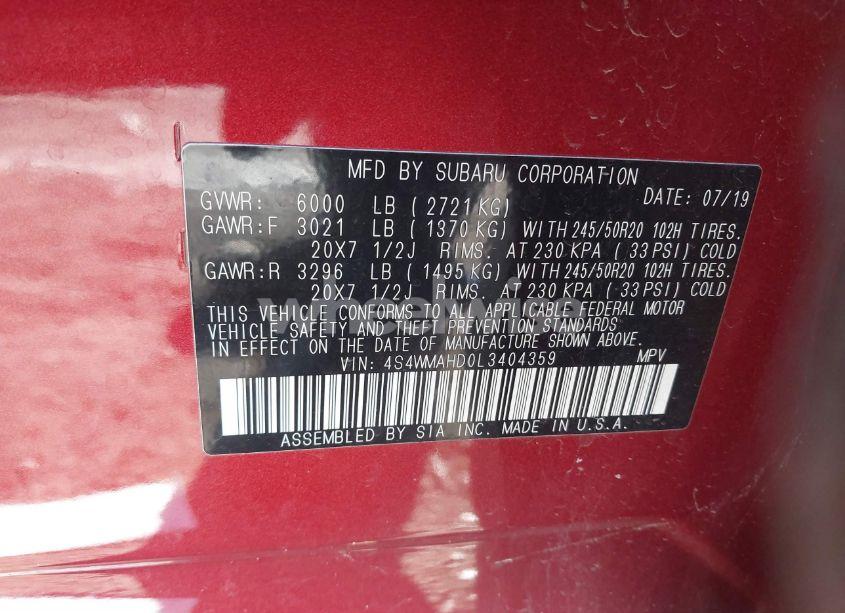 MFD BY SUBARU CORPORATION
GVWR: 6000 LB ( 2721 KG) DATE: 07/19
GAWR:F 3021 LB ( 1370 KG) WITH 245/50R20 102H TIRES.
20X7 1/2J RIMS. AT 230 KPA ( 33 PSI) COLD
GAWR:R 3296 LB ( 1495 KG) WITH 245/50R20 102H TIRES.
20X7 1/2J RIMS. AT 230 KPA ( 33 PSI) COLD
THIS VEHICLE CONFORMS TO ALL APPLICABLE FEDERAL MOTOR
VEHICLE SAFETY AND THEFT PREVENTION STANDARDS
IN EFFECT ON THE DATE OF MANUFACTURE SHOWN ABOVE.
VIN: 4S4WMAHD0L3404359 MPV
ASSEMBLED BY SIA INC. MADE IN U.S.A.